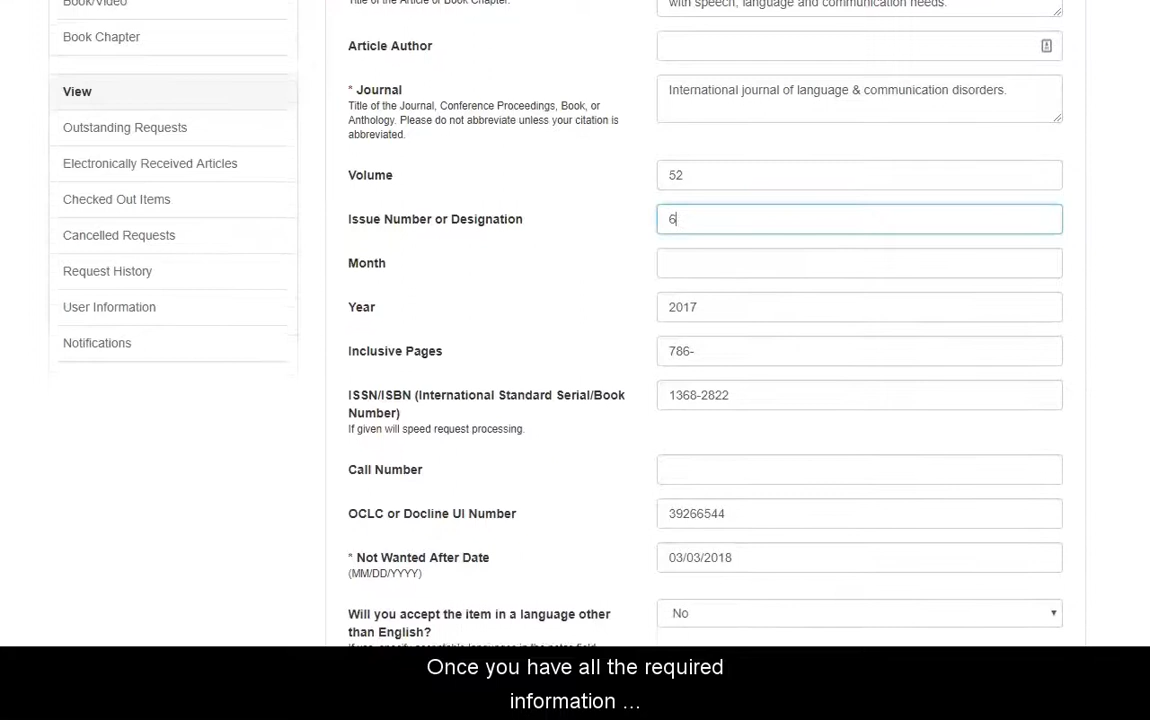 Book/Video
Book Chapter
View
Outstanding Requests
Electronically Received Articles
Checked Out Items
Cancelled Requests
Request History
User Information
Notifications
Title of the Article or Book Chapter.
with speech, language and communication needs.
Article Author
* Journal
Title of the Journal, Conference Proceedings, Book, or
Anthology. Please do not abbreviate unless your citation is
abbreviated.
International journal of language & communication disorders.
Volume
52
Issue Number or Designation
6
Month
Year
2017
Inclusive Pages
786-
ISSN/ISBN (International Standard Serial/Book
Number)
If given will speed request processing.
1368-2822
Call Number
OCLC or Docline UI Number
39266544
* Not Wanted After Date
(MM/DD/YYYY)
03/03/2018
Will you accept the item in a language other
than English?
No
Once you have all the required
information ...